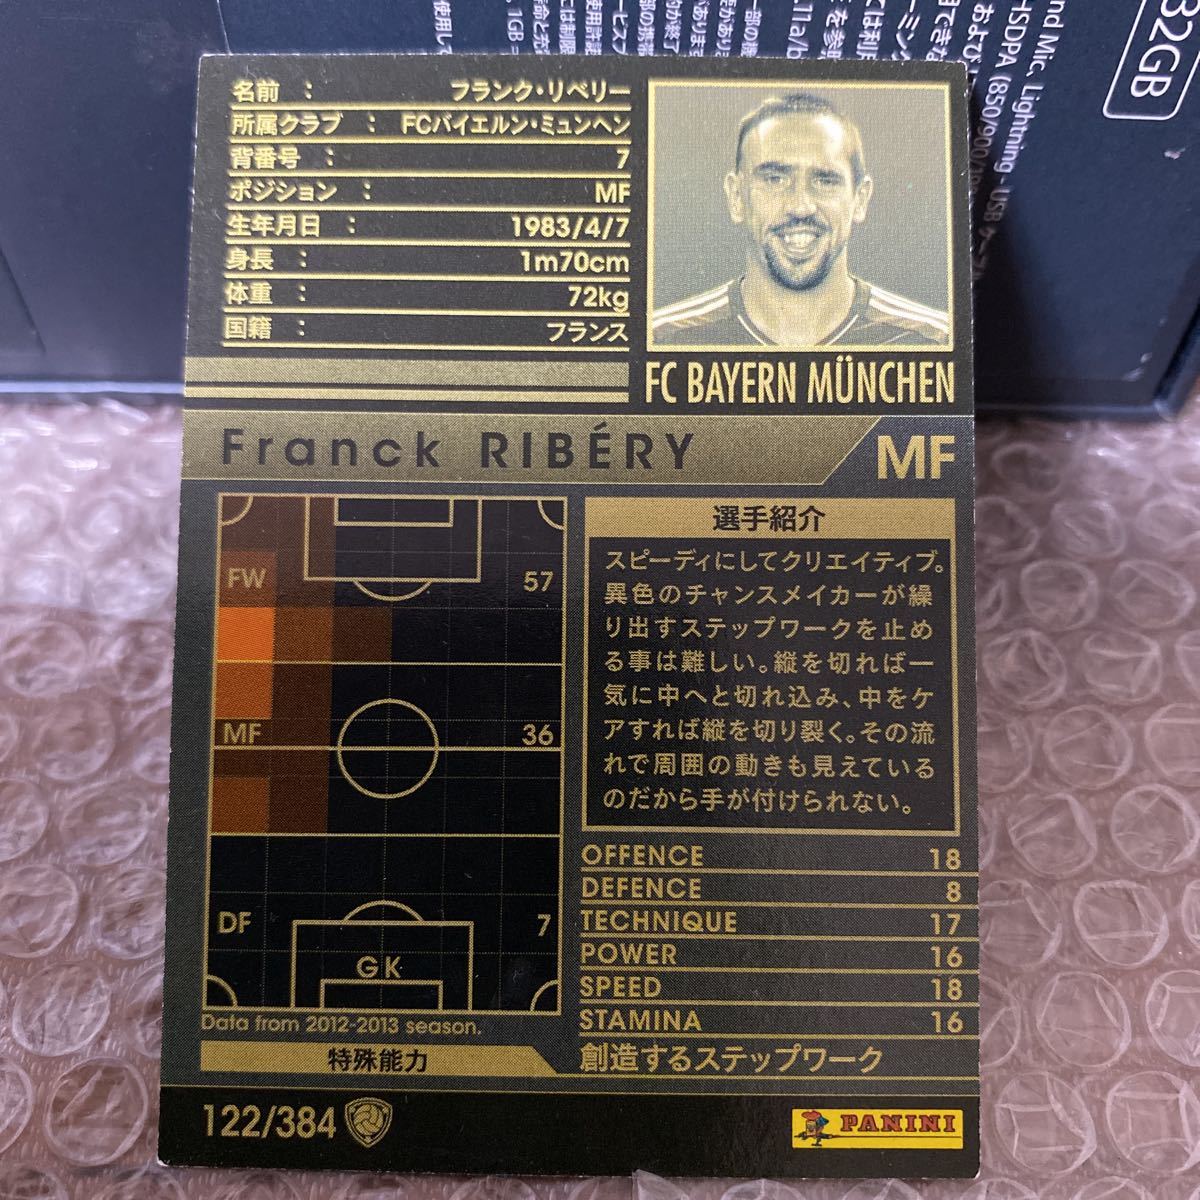 名前 : フランク・リベリー
所属クラブ : FCバイエルン・ミュンヘン
背番号 : 7
ポジション : MF
生年月日 : 1983/4/7
身長 : 1m70cm
体重 : 72kg
国籍 : フランス
FC BAYERN MÜNCHEN
Franck RIBÉRY
MF
FW 57
MF 36
DF 7
GK
Data from 2012-2013 season.
選手紹介
スピーディにしてクリエイティブ。
異色のチャンスメイカーが繰
り出すステップワークを止め
る事は難しい。縦を切れば一
気に中へと切れ込み、中をケ
アすれば縦を切り裂く。その流
れで周囲の動きも見えている
のだから手が付けられない。
OFFENCE 18
DEFENCE 8
TECHNIQUE 17
POWER 16
SPEED 18
STAMINA 16
特殊能力
創造するステップワーク
122/384
PANINI
32GB
and Mic, Lightning - USB ケーブル
HSDPA (850/900/